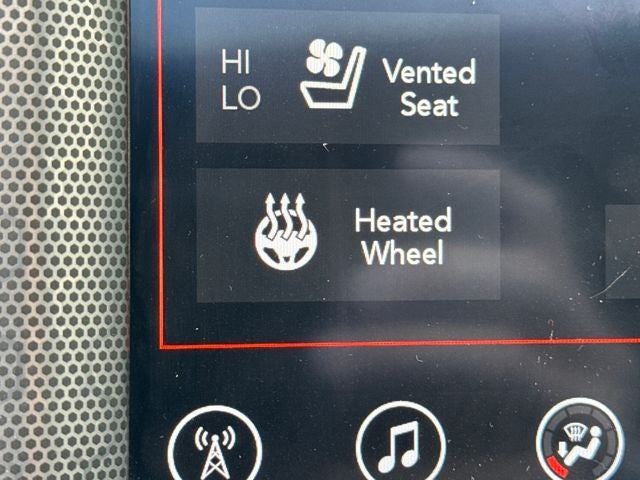 HI
LO
Vented
Seat
Heated
Wheel